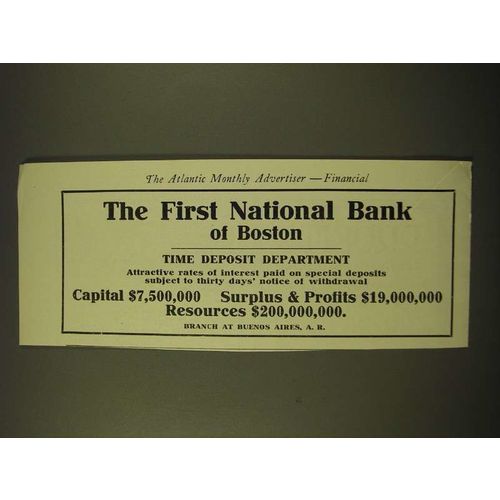 The Atlantic Monthly Advertiser — Financial
The First National Bank
of Boston
TIME DEPOSIT DEPARTMENT
Attractive rates of interest paid on special deposits
subject to thirty days' notice of withdrawal
Capital $7,500,000 Surplus & Profits $19,000,000
Resources $200,000,000.
BRANCH AT BUENOS AIRES, A. R.